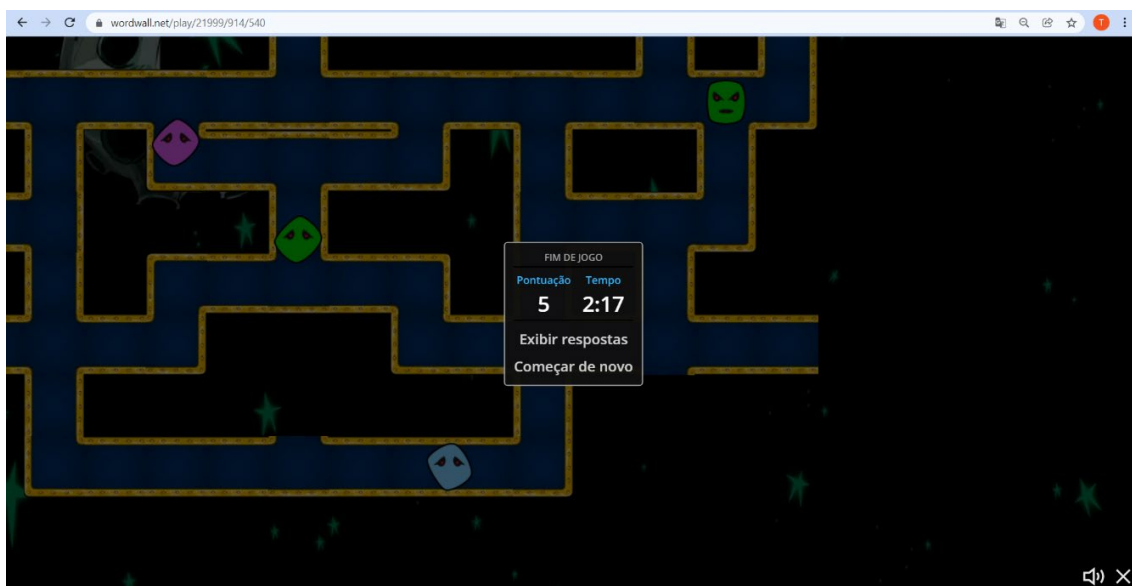 wordwall.net/play/21999/914/540
T
FIM DE JOGO
Pontuação Tempo
5 2:17
Exibir respostas
Começar de novo